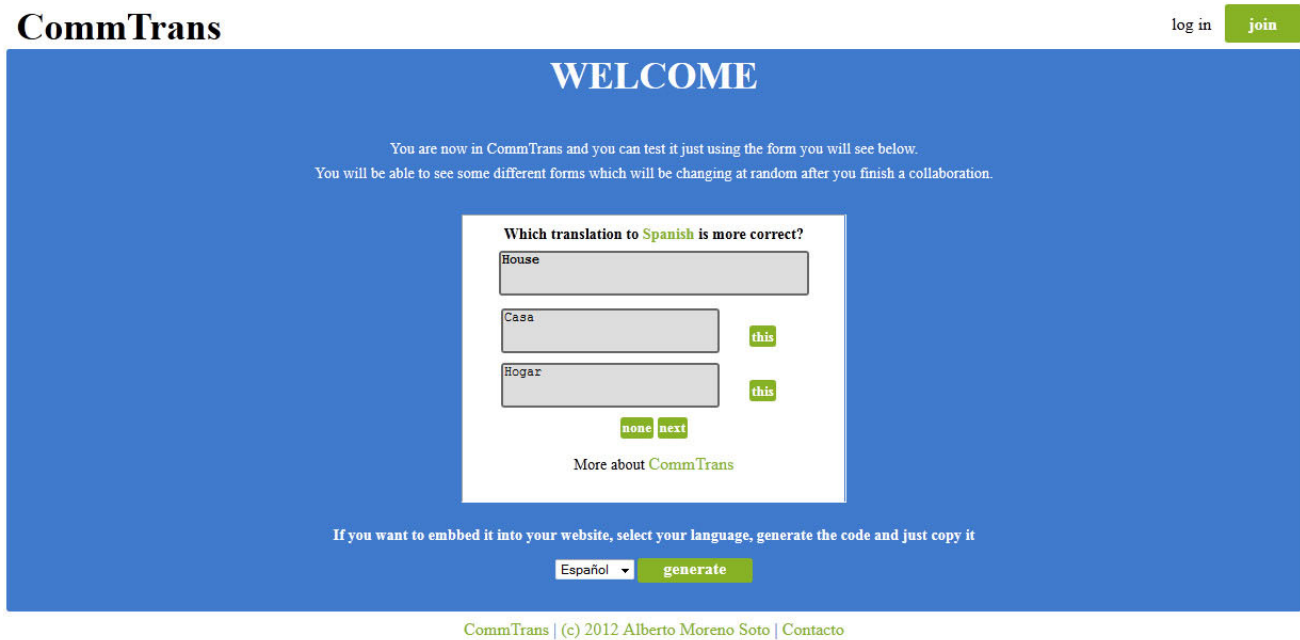 CommTrans
log in
join
WELCOME
You are now in CommTrans and you can test it just using the form you will see below.
You will be able to see some different forms which will be changing at random after you finish a collaboration.
Which translation to Spanish is more correct?
House
Casa
this
Hogar
this
none next
More about CommTrans
If you want to embbed it into your website, select your language, generate the code and just copy it
Español generate
CommTrans | (c) 2012 Alberto Moreno Soto | Contacto